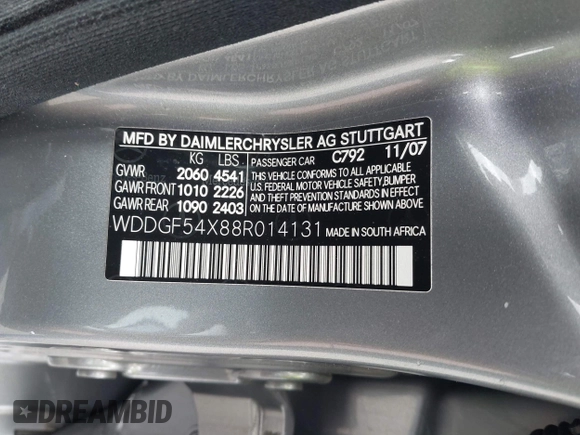 MFD BY DAIMLERCHRYSLER AG STUTTGART
KG LBS PASSENGER CAR C792 11/07
GVWR 2060 4541
GAWR FRONT 1010 2226
GAWR REAR 1090 2403
THIS VEHICLE CONFORMS TO ALL APPLICABLE
U.S. FEDERAL MOTOR VEHICLE SAFETY,BUMPER
AND THEFT PREVENTION STANDARDS IN EFFECT
ON THE DATE OF MANUFACTURE SHOWN ABOVE.
WDDGF54X88R014131 MADE IN SOUTH AFRICA
DREAMBID